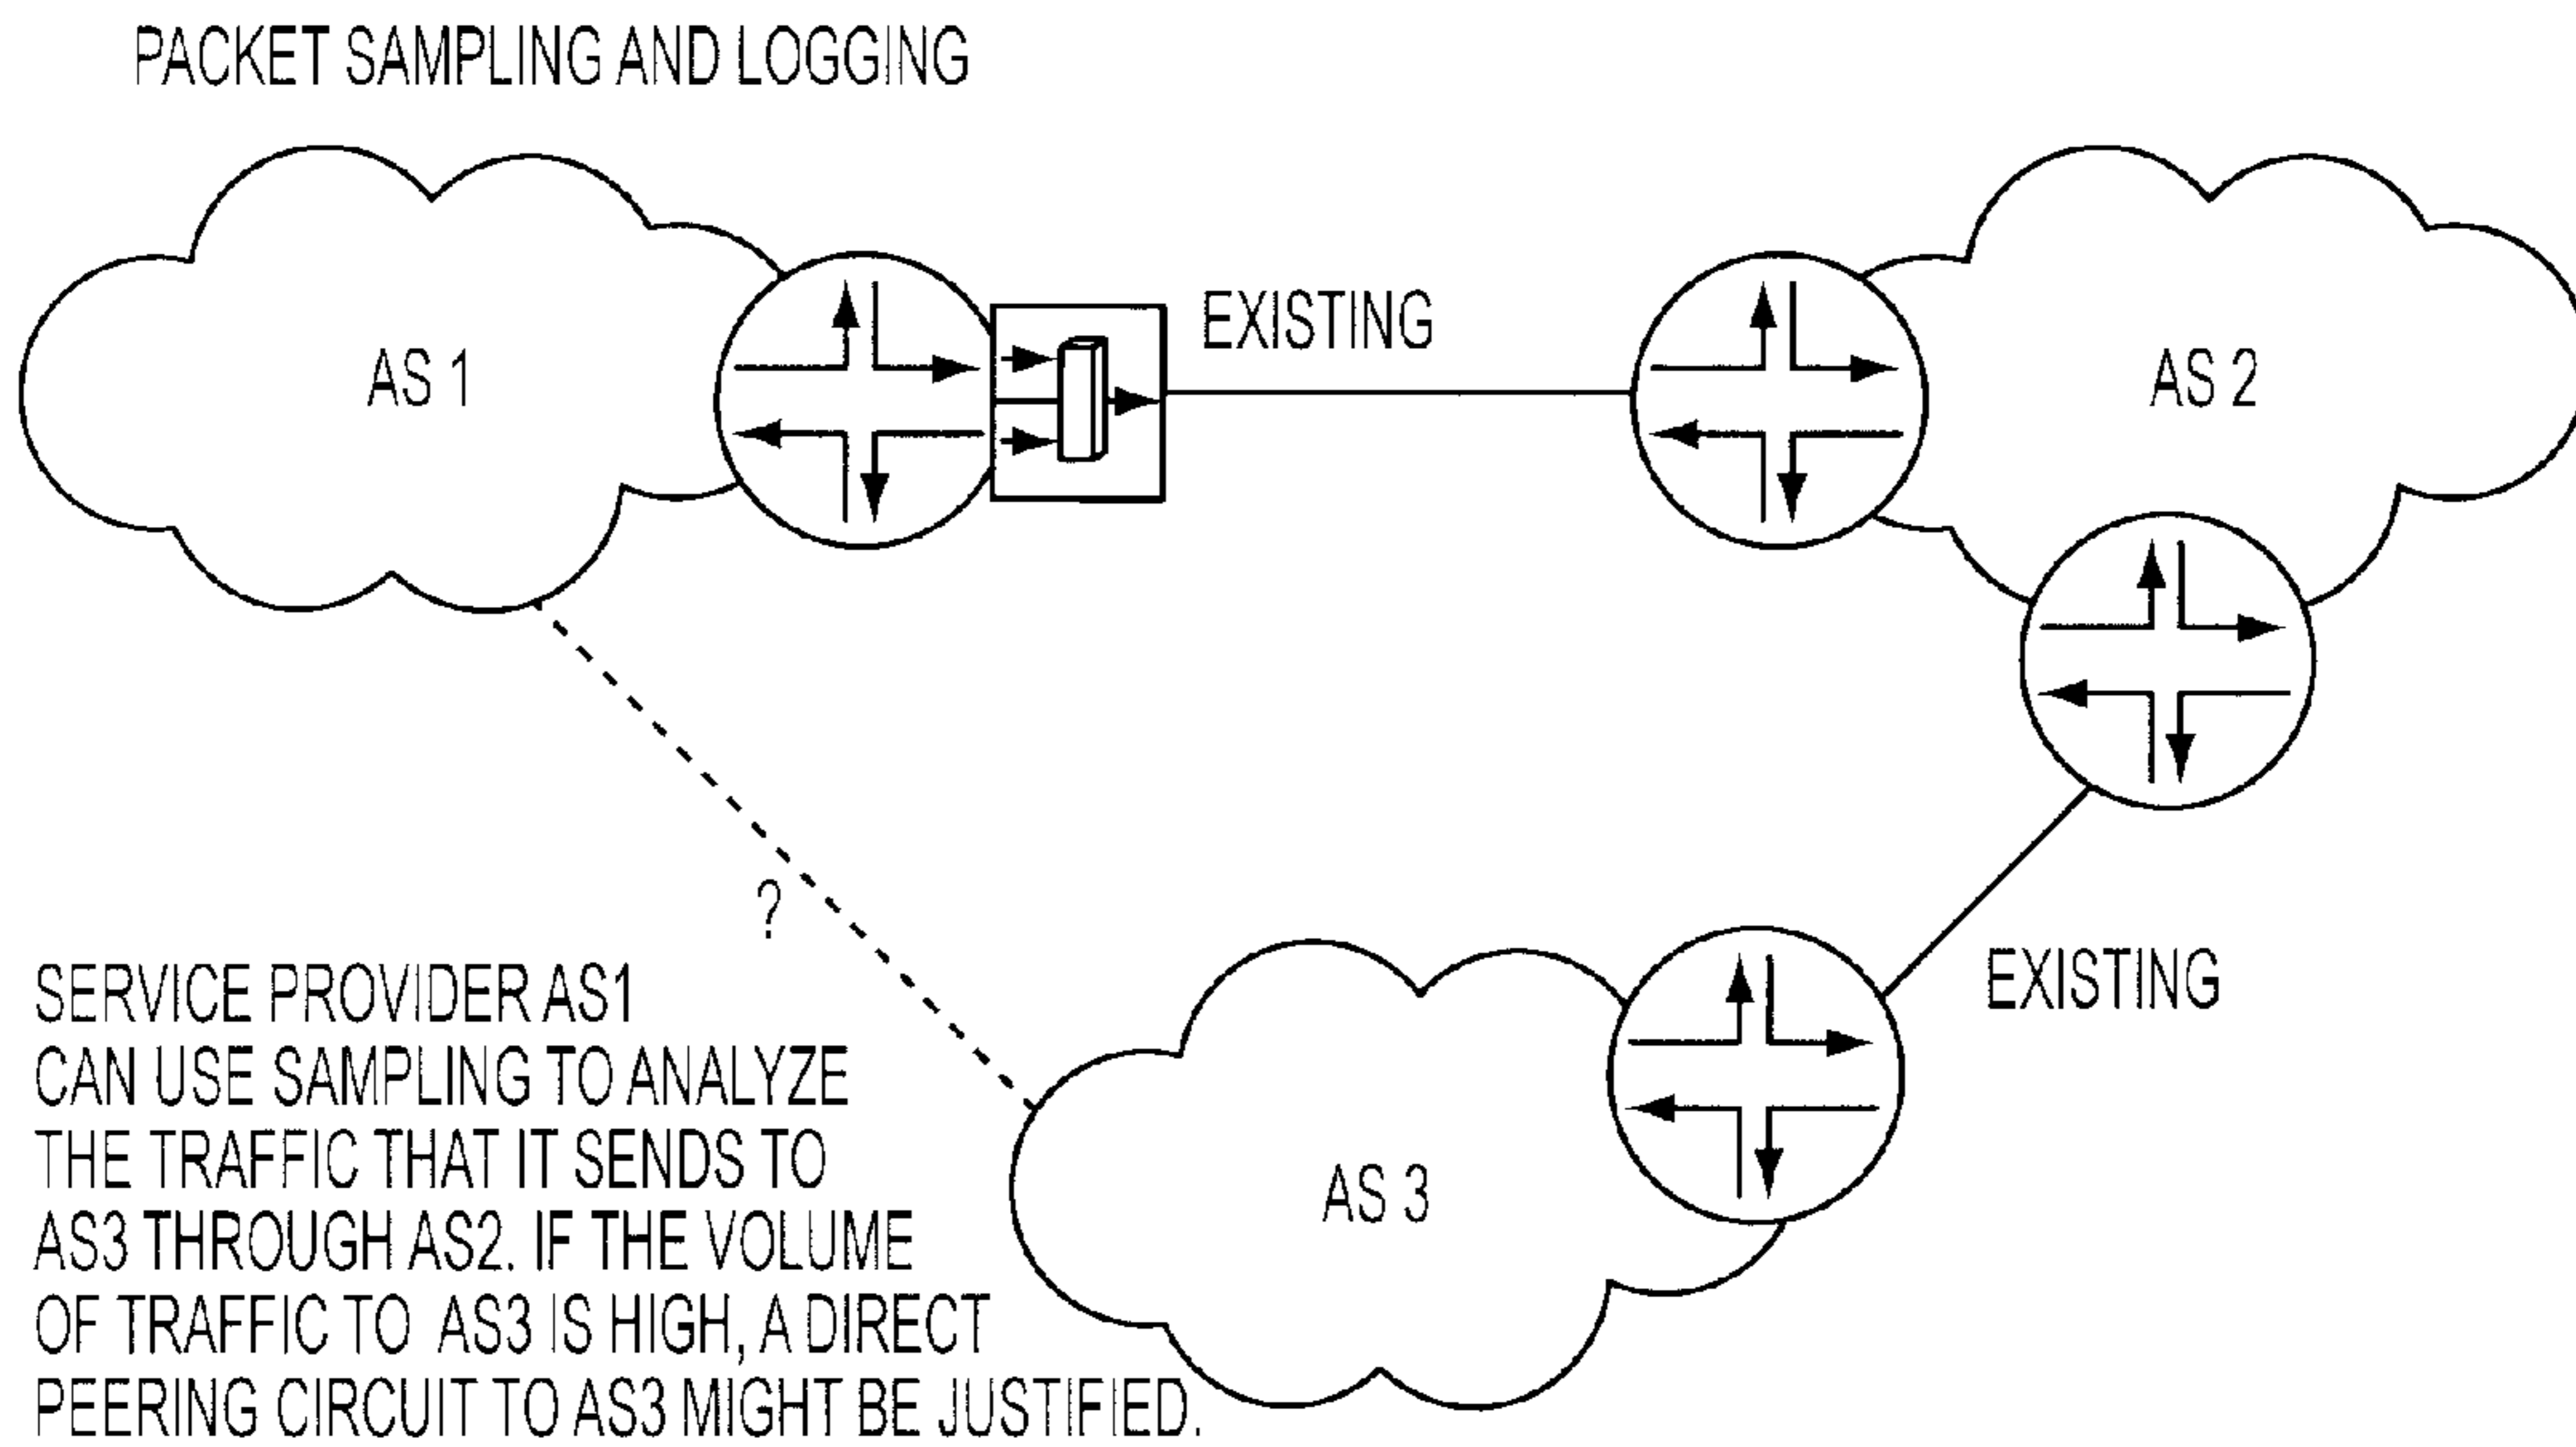 PACKET SAMPLING AND LOGGING
EXISTING
AS 1
AS 2
?
EXISTING
AS 3
SERVICE PROVIDER AS1
CAN USE SAMPLING TO ANALYZE
THE TRAFFIC THAT IT SENDS TO
AS3 THROUGH AS2. IF THE VOLUME
OF TRAFFIC TO AS3 IS HIGH, A DIRECT
PEERING CIRCUIT TO AS3 MIGHT BE JUSTIFIED.